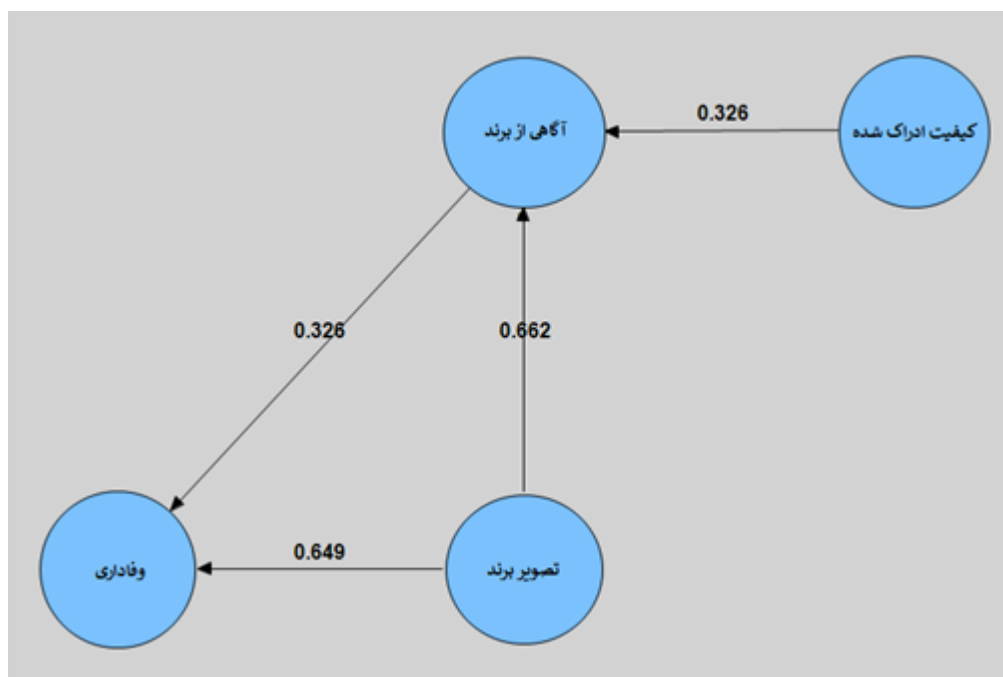 کیفیت ادراک شده
0.326
آگاهی از برند
0.326
0.662
وفاداری
0.649
تصویر برند